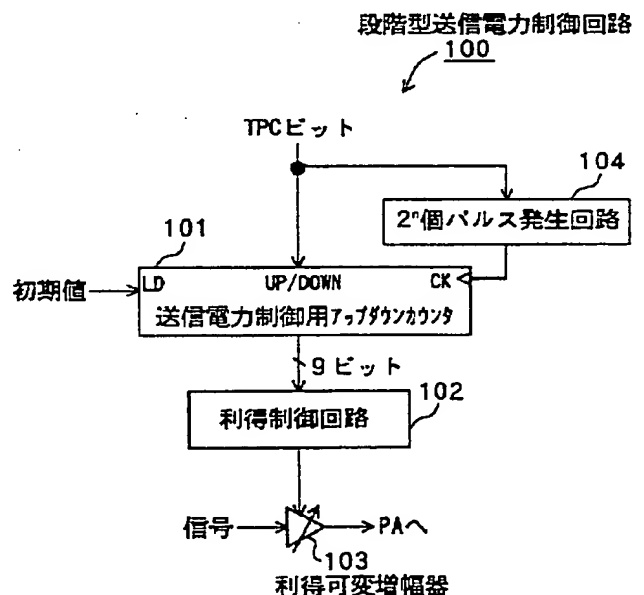 段階型送信電力制御回路
100
TPCビット
104
2ⁿ個パルス発生回路
101
初期値
LD UP/DOWN CK
送信電力制御用アップダウンカウンタ
9ビット
102
利得制御回路
信号
PAへ
103
利得可変増幅器